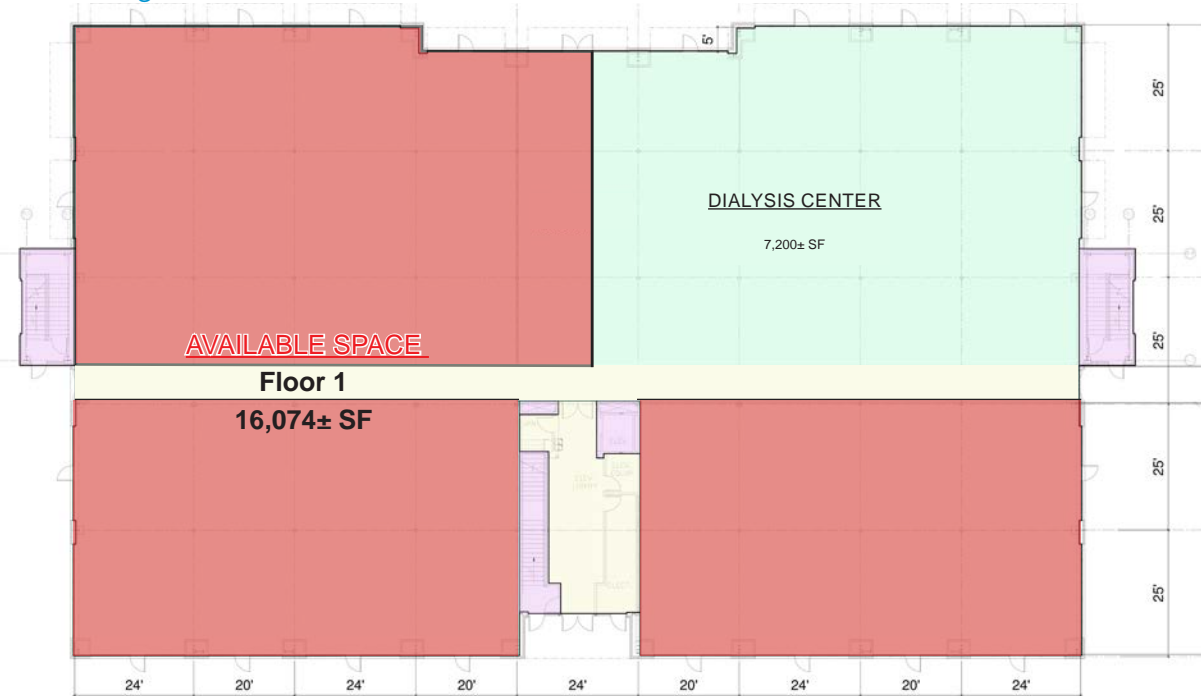 5'
25'
DIALYSIS CENTER
25'
7,200± SF
AVAILABLE SPACE
25'
Floor 1
16,074± SF
25'
25'
24' 20' 24' 20' 24' 20' 24' 20' 24'